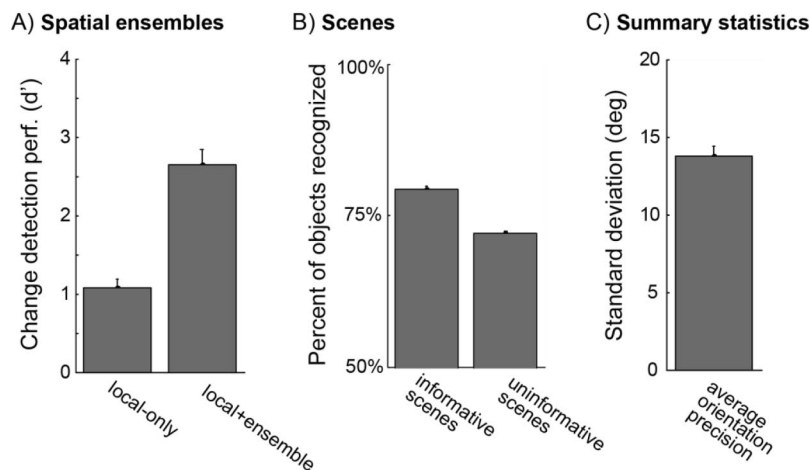 A) Spatial ensembles
Change detection perf. (d')
4
3
2
1
0
local-only
local+ensemble
B) Scenes
Percent of objects recognized
100%
75%
50%
informative
scenes
uninformative
scenes
C) Summary statistics
Standard deviation (deg)
20
15
10
5
0
average
orientation
precision